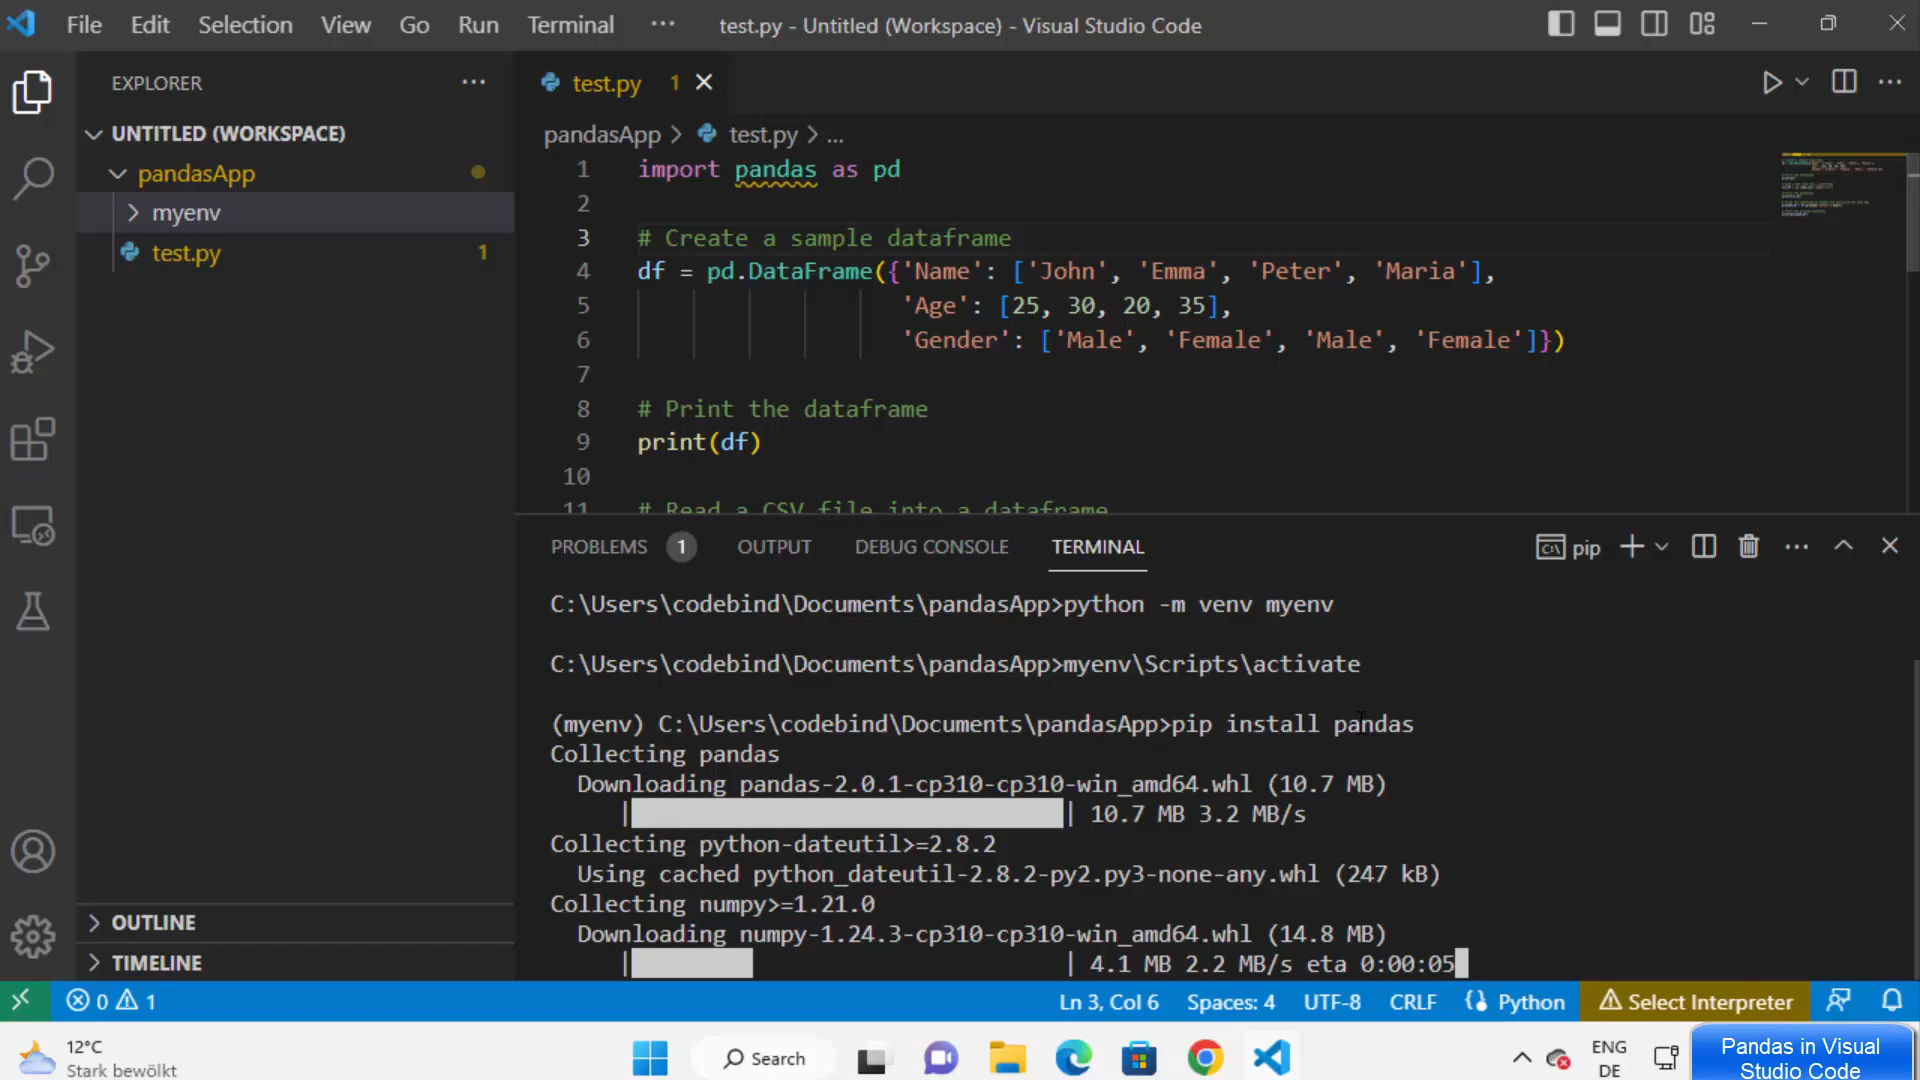 File Edit Selection View Go Run Terminal ··· test.py - Untitled (Workspace) - Visual Studio Code
EXPLORER ···
UNTITLED (WORKSPACE)
pandasApp
myenv
test.py 1
OUTLINE
TIMELINE
test.py 1
pandasApp > test.py > ...
1 import pandas as pd
2
3 # Create a sample dataframe
4 df = pd.DataFrame({'Name': ['John', 'Emma', 'Peter', 'Maria'],
5 'Age': [25, 30, 20, 35],
6 'Gender': ['Male', 'Female', 'Male', 'Female']})
7
8 # Print the dataframe
9 print(df)
10
11 # Read a CSV file into a dataframe
PROBLEMS 1 OUTPUT DEBUG CONSOLE TERMINAL pip
C:\Users\codebind\Documents\pandasApp>python -m venv myenv
C:\Users\codebind\Documents\pandasApp>myenv\Scripts\activate
(myenv) C:\Users\codebind\Documents\pandasApp>pip install pandas
Collecting pandas
Downloading pandas-2.0.1-cp310-cp310-win_amd64.whl (10.7 MB)
| | 10.7 MB 3.2 MB/s
Collecting python-dateutil>=2.8.2
Using cached python_dateutil-2.8.2-py2.py3-none-any.whl (247 kB)
Collecting numpy>=1.21.0
Downloading numpy-1.24.3-cp310-cp310-win_amd64.whl (14.8 MB)
| | 4.1 MB 2.2 MB/s eta 0:00:05
0 1 Ln 3, Col 6 Spaces: 4 UTF-8 CRLF Python Select Interpreter
12°C
Stark bewölkt
Search
ENG
DE
Pandas in Visual
Studio Code